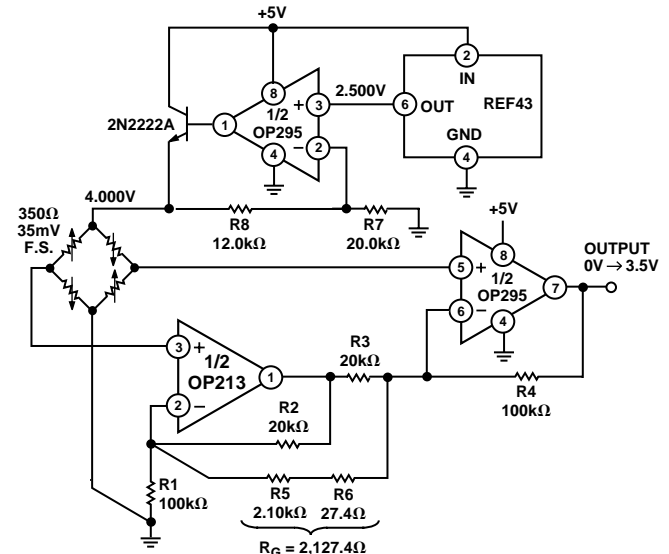 +5V
2
IN
8
2.500V
+
3
6
OUT
REF43
1/2
OP295
2N2222A
1
−
2
4
GND
4
4.000V
350Ω
35mV
F.S.
R8
12.0kΩ
R7
20.0kΩ
+5V
8
OUTPUT
0V → 3.5V
5
+
1/2
OP295
7
6
−
4
3
+
1/2
OP213
1
2
−
R3
20kΩ
R4
100kΩ
R2
20kΩ
R1
100kΩ
R5
2.10kΩ
R6
27.4Ω
RG = 2,127.4Ω